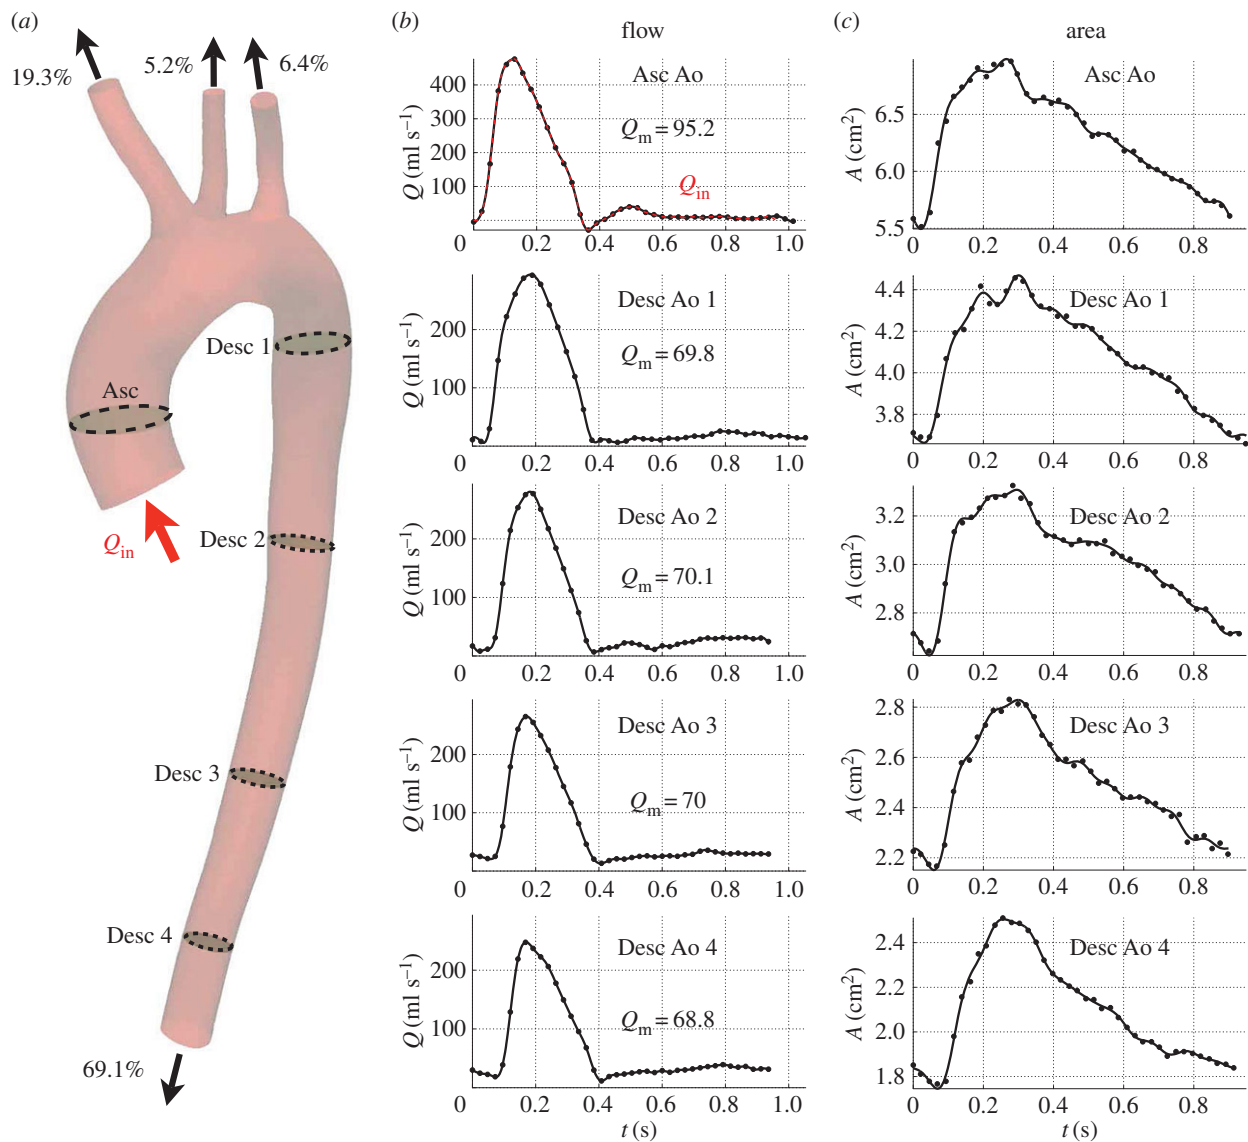 (a)
19.3%
5.2%
6.4%
Desc 1
Asc
Q_in
Desc 2
Desc 3
Desc 4
69.1%
(b)
flow
Q (ml s⁻¹)
400
300
200
100
0
Asc Ao
Q_m = 95.2
Q_in
0 0.2 0.4 0.6 0.8 1.0
Q (ml s⁻¹)
200
100
Desc Ao 1
Q_m = 69.8
0 0.2 0.4 0.6 0.8 1.0
Q (ml s⁻¹)
200
100
Desc Ao 2
Q_m = 70.1
0 0.2 0.4 0.6 0.8 1.0
Q (ml s⁻¹)
200
100
Desc Ao 3
Q_m = 70
0 0.2 0.4 0.6 0.8 1.0
Q (ml s⁻¹)
200
100
Desc Ao 4
Q_m = 68.8
0 0.2 0.4 0.6 0.8 1.0
t (s)
(c)
area
A (cm²)
6.5
6.0
5.5
Asc Ao
0 0.2 0.4 0.6 0.8
A (cm²)
4.4
4.2
4.0
3.8
Desc Ao 1
0 0.2 0.4 0.6 0.8
A (cm²)
3.2
3.0
2.8
Desc Ao 2
0 0.2 0.4 0.6 0.8
A (cm²)
2.8
2.6
2.4
2.2
Desc Ao 3
0 0.2 0.4 0.6 0.8
A (cm²)
2.4
2.2
2.0
1.8
Desc Ao 4
0 0.2 0.4 0.6 0.8
t (s)